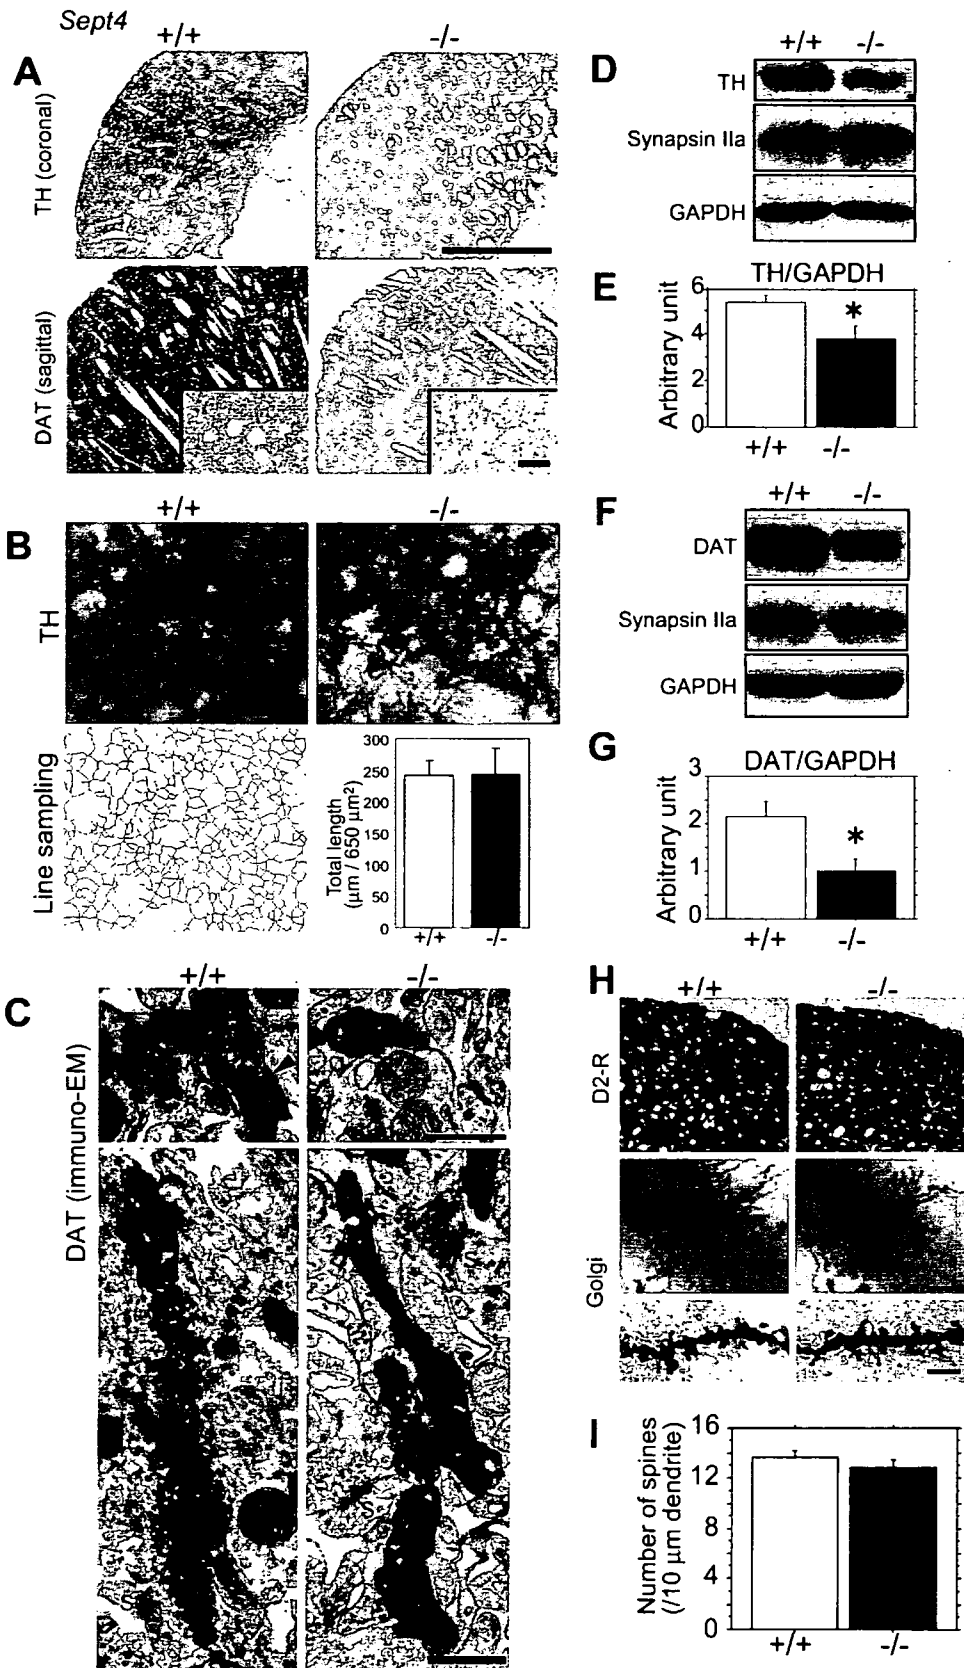 Sept4
+/+ -/-
A
TH (coronal)
DAT (sagittal)
+/+ -/-
B
TH
Line sampling
300
250
200
150
100
50
0
Total length
(μm / 650 μm²)
+/+ -/-
+/+ -/-
C
DAT (immuno-EM)
D
+/+ -/-
TH
Synapsin IIa
GAPDH
E
TH/GAPDH
6
4
2
0
Arbitrary unit
*
+/+ -/-
F
+/+ -/-
DAT
Synapsin IIa
GAPDH
G
DAT/GAPDH
3
2
1
0
Arbitrary unit
*
+/+ -/-
H
+/+ -/-
D2-R
Golgi
I
16
12
8
4
0
Number of spines
(/10 μm dendrite)
+/+ -/-